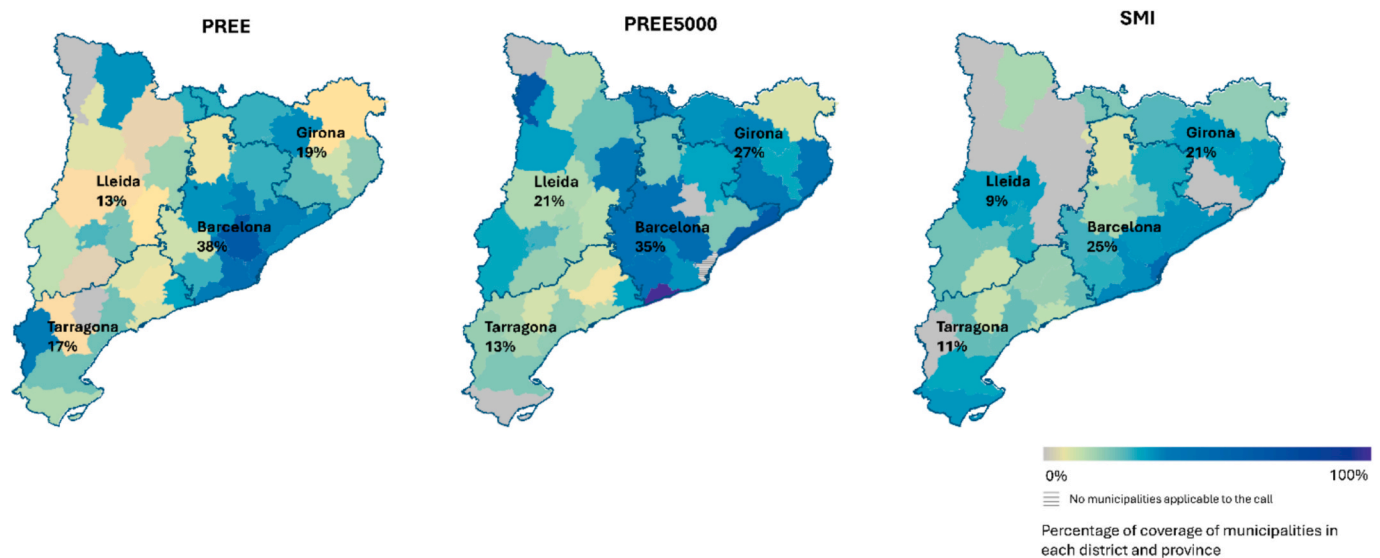 PREE
Girona
19%
Lleida
13%
Barcelona
38%
Tarragona
17%
PREE5000
Girona
27%
Lleida
21%
Barcelona
35%
Tarragona
13%
SMI
Girona
21%
Lleida
9%
Barcelona
25%
Tarragona
11%
0% 100%
No municipalities applicable to the call
Percentage of coverage of municipalities in
each district and province